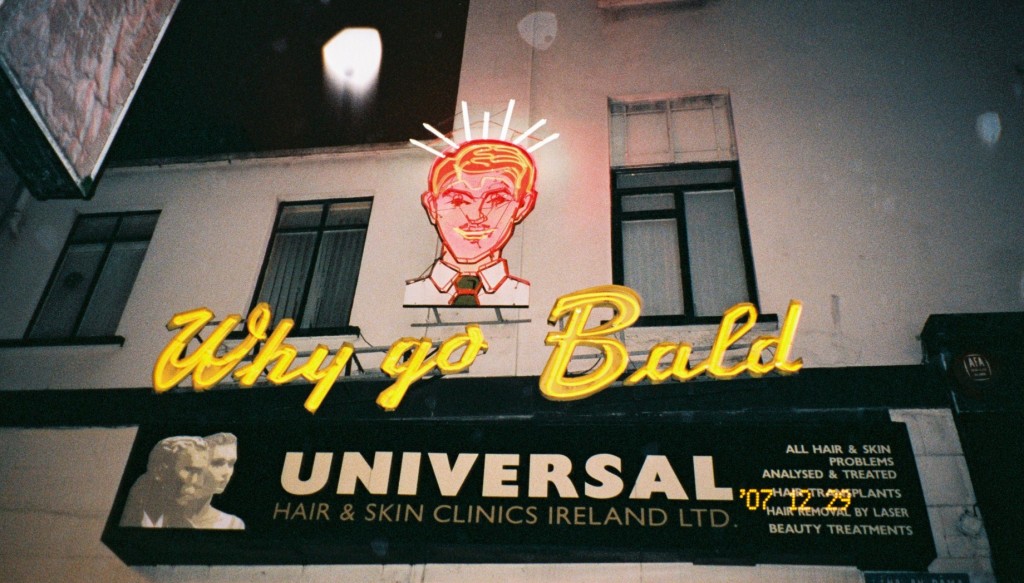 Why go Bald
AFA
UNIVERSAL
HAIR & SKIN CLINICS IRELAND LTD.
ALL HAIR & SKIN
PROBLEMS
ANALYSED & TREATED
HAIR TRANSPLANTS
HAIR REMOVAL BY LASER
BEAUTY TREATMENTS
'07 12 29